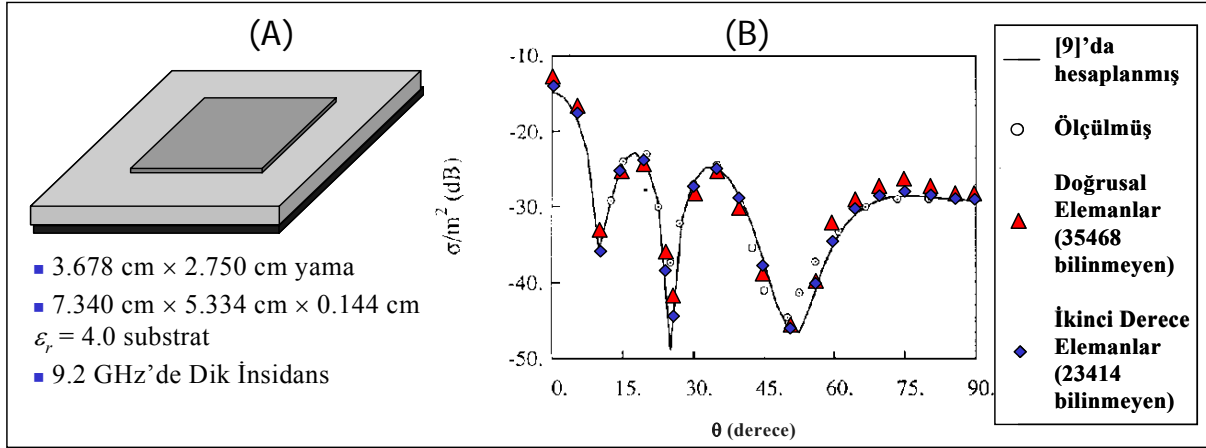 (A)
▪ 3.678 cm × 2.750 cm yama
▪ 7.340 cm × 5.334 cm × 0.144 cm
εr = 4.0 substrat
▪ 9.2 GHz’de Dik İnsidans
(B)
-10.
-20.
-30.
-40.
-50.
σ/m² (dB)
0. 15. 30. 45. 60. 75. 90.
θ (derece)
[9]’da
hesaplanmış
Ölçülmüş
Doğrusal
Elemanlar
(35468
bilinmeyen)
İkinci Derece
Elemanlar
(23414
bilinmeyen)